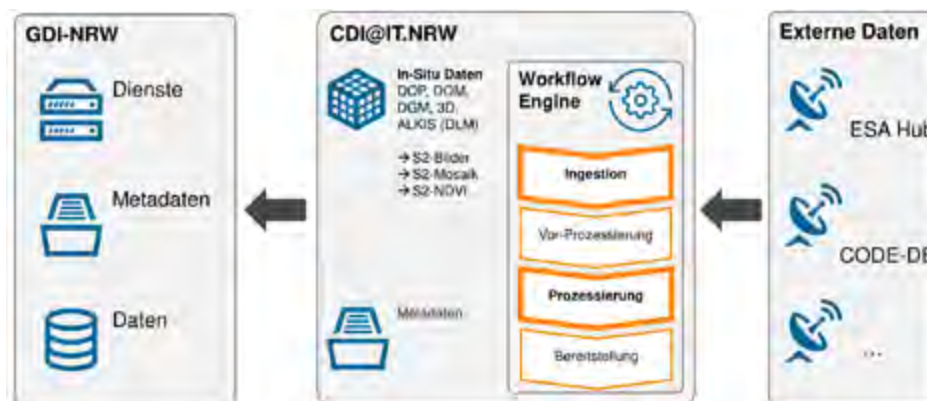 GDI-NRW
Dienste
Metadaten
Daten
CDI@IT.NRW
In-Situ Daten
DOP, DOM,
DGM, 3D,
ALKIS (DLM)
→ S2-Bilder
→ S2-Mosaik
→ S2-NDVI
Metadaten
Workflow
Engine
Ingestion
Vor-Prozessierung
Prozessierung
Bereitstellung
Externe Daten
ESA Hub
CODE-DE
...